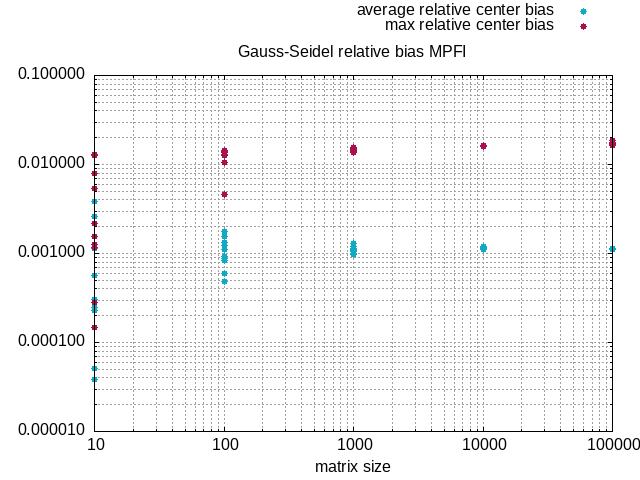 average relative center bias
max relative center bias
Gauss-Seidel relative bias MPFI
0.100000
0.010000
0.001000
0.000100
0.000010
10 100 1000 10000 100000
matrix size